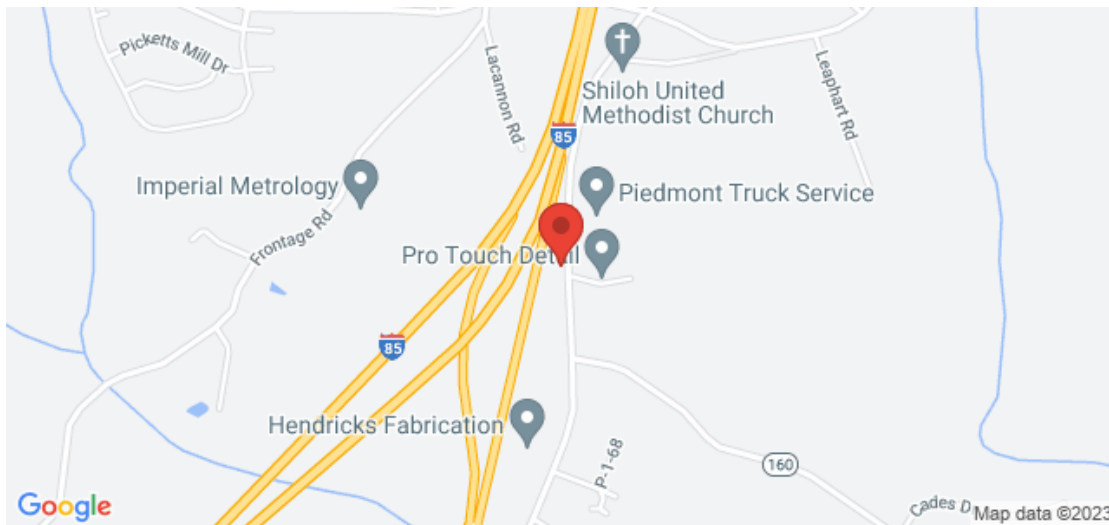 Picketts Mill Dr
Lacannon Rd
Shiloh United
Methodist Church
Leaphart Rd
85
Imperial Metrology
Piedmont Truck Service
Frontage Rd
Pro Touch Detail
85
Hendricks Fabrication
P-1-68
160
Cades D
Google
Map data ©2023